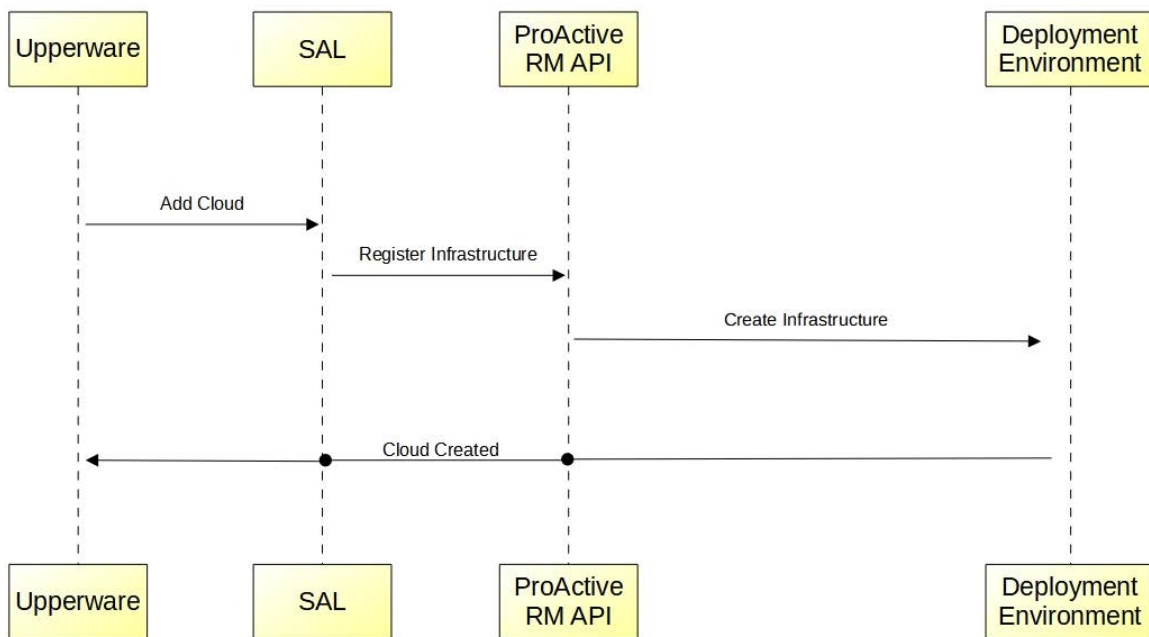 Upperware
SAL
ProActive
RM API
Deployment
Environment
Add Cloud
Register Infrastructure
Create Infrastructure
Cloud Created
Upperware
SAL
ProActive
RM API
Deployment
Environment